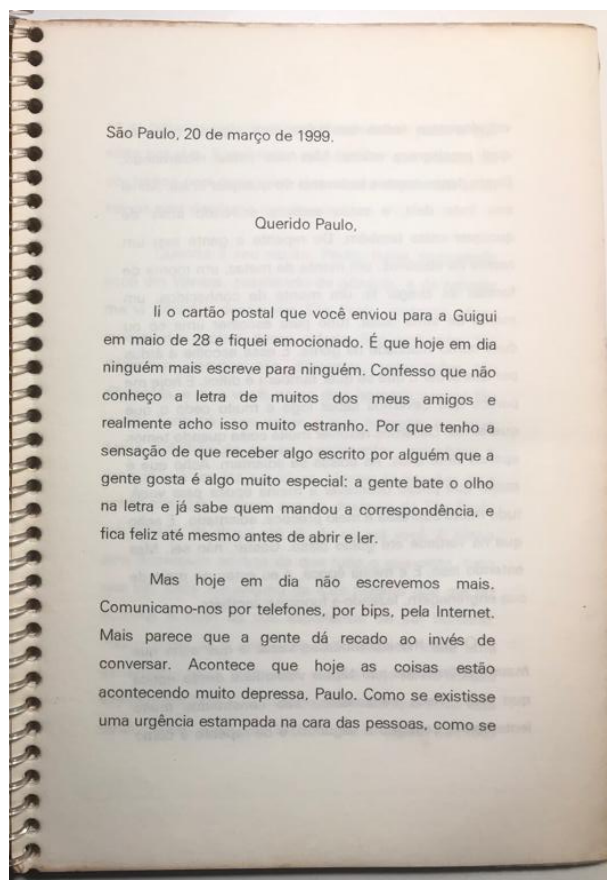 São Paulo, 20 de março de 1999.
Querido Paulo,
li o cartão postal que você enviou para a Guigui
em maio de 28 e fiquei emocionado. É que hoje em dia
ninguém mais escreve para ninguém. Confesso que não
conheço a letra de muitos dos meus amigos e
realmente acho isso muito estranho. Por que tenho a
sensação de que receber algo escrito por alguém que a
gente gosta é algo muito especial: a gente bate o olho
na letra e já sabe quem mandou a correspondência, e
fica feliz até mesmo antes de abrir e ler.
Mas hoje em dia não escrevemos mais.
Comunicamo-nos por telefones, por bips, pela Internet.
Mais parece que a gente dá recado ao invés de
conversar. Acontece que hoje as coisas estão
acontecendo muito depressa, Paulo. Como se existisse
uma urgência estampada na cara das pessoas, como se